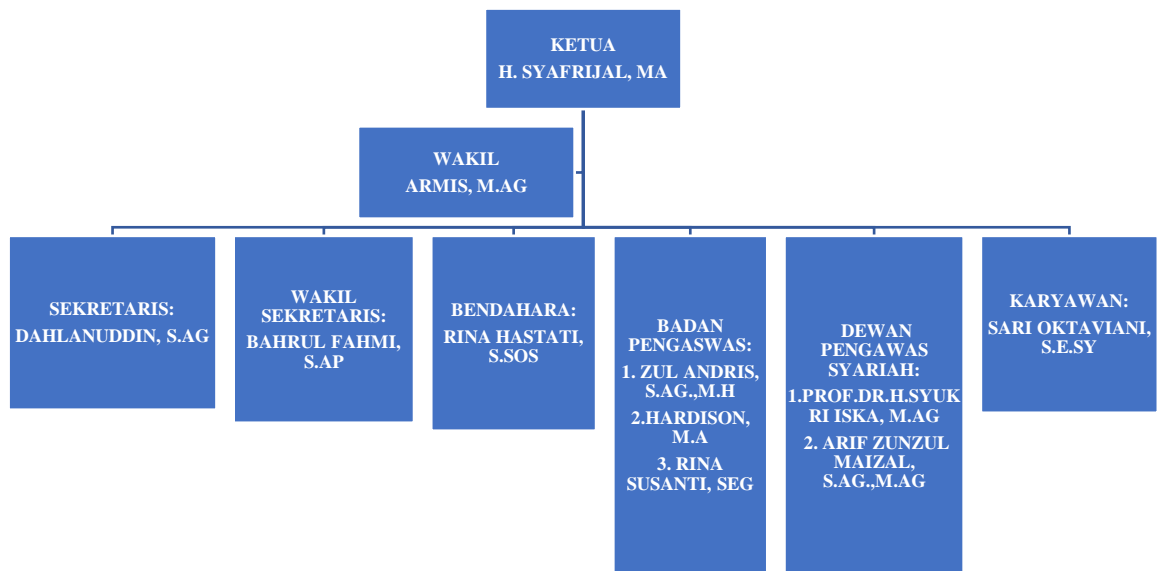 KETUA
H. SYAFRIJAL, MA
WAKIL
ARMIS, M.AG
SEKRETARIS:
DAHLANUDDIN, S.AG
WAKIL
SEKRETARIS:
BAHRUL FAHMI,
S.AP
BENDAHARA:
RINA HASTATI,
S.SOS
BADAN
PENGASWAS:
1. ZUL ANDRIS,
S.AG.,M.H
2.HARDISON,
M.A
3. RINA
SUSANTI, SEG
DEWAN
PENGAWAS
SYARIAH:
1.PROF.DR.H.SYUK
RI ISKA, M.AG
2. ARIF ZUNZUL
MAIZAL,
S.AG.,M.AG
KARYAWAN:
SARI OKTAVIANI,
S.E.SY